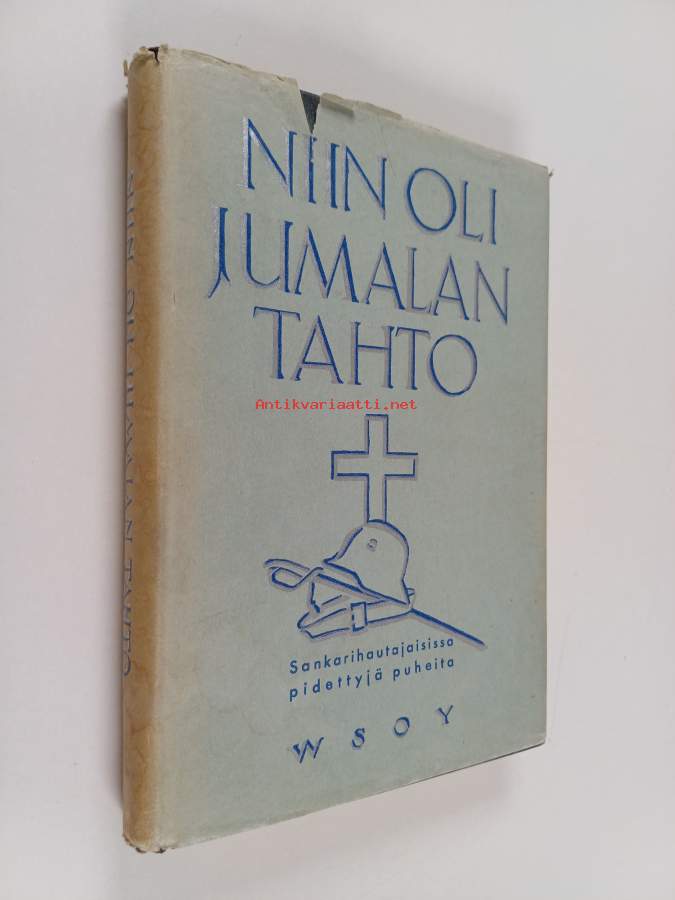 NIIN OLI
JUMALAN
TAHTO
Antikvariaatti.net
Sankarihautajaisissa
pidettyjä puheita
WSOY
NIIN OLI JUMALAN TAHTO